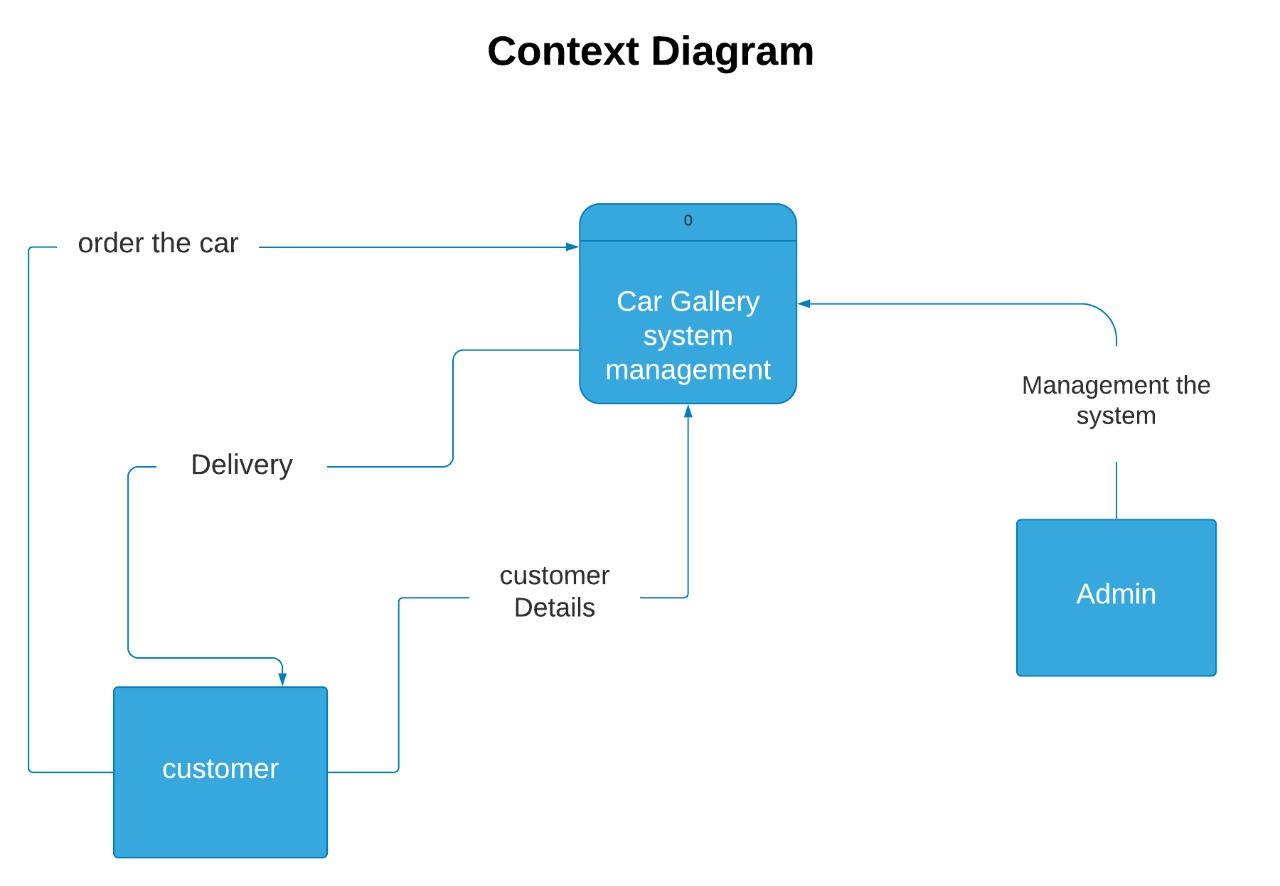 Context Diagram
0
order the car
Car Gallery
system
management
Management the
system
Delivery
customer
Details
Admin
customer